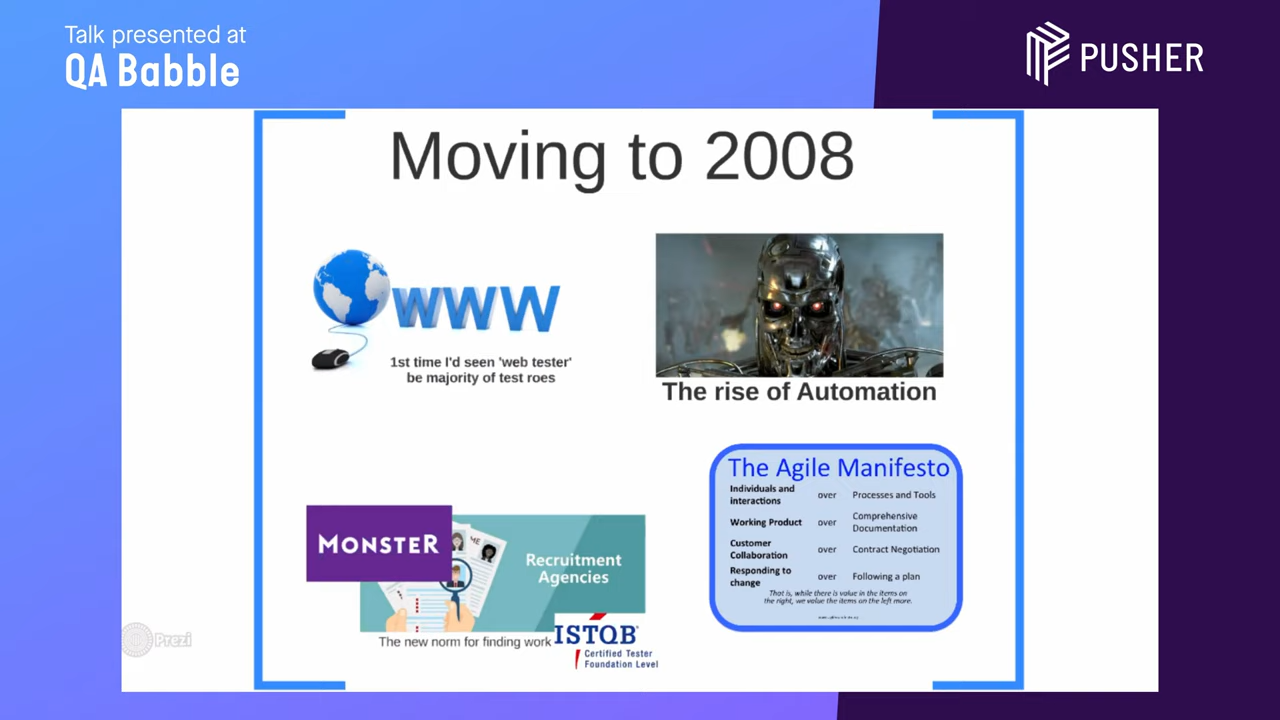 Talk presented at
QA Babble
PUSHER
Moving to 2008
WWW
1st time I'd seen 'web tester'
be majority of test roes
The rise of Automation
MONSTER
ME
Recruitment
Agencies
The new norm for finding work
ISTQB
Certified Tester
Foundation Level
The Agile Manifesto
Individuals and
interactions over Processes and Tools
Working Product over Comprehensive
Documentation
Customer
Collaboration over Contract Negotiation
Responding to
change over Following a plan
That is, while there is value in the items on
the right, we value the items on the left more.
Prezi